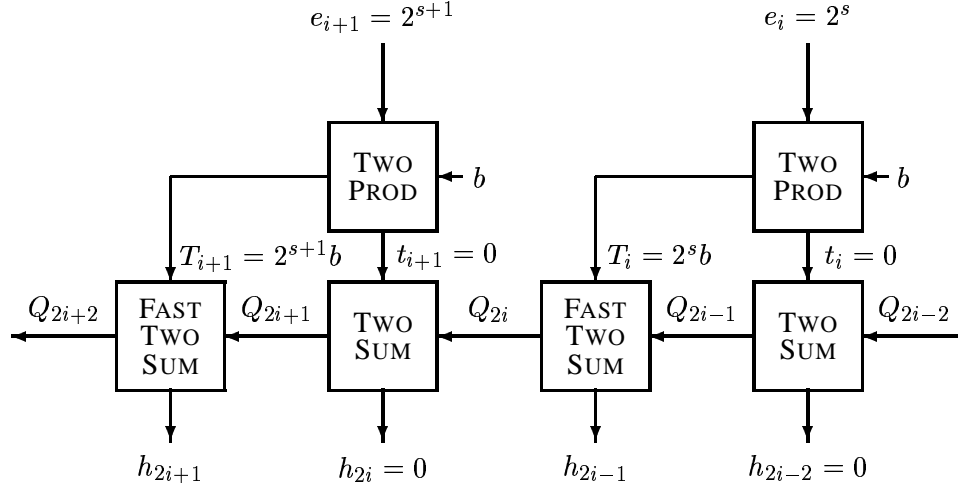 e_{i+1} = 2^{s+1}
e_i = 2^s
TWO
PROD
b
TWO
PROD
b
T_{i+1} = 2^{s+1}b
t_{i+1} = 0
T_i = 2^s b
t_i = 0
Q_{2i+2}
FAST
TWO
SUM
Q_{2i+1}
TWO
SUM
Q_{2i}
FAST
TWO
SUM
Q_{2i−1}
TWO
SUM
Q_{2i−2}
h_{2i+1}
h_{2i} = 0
h_{2i−1}
h_{2i−2} = 0